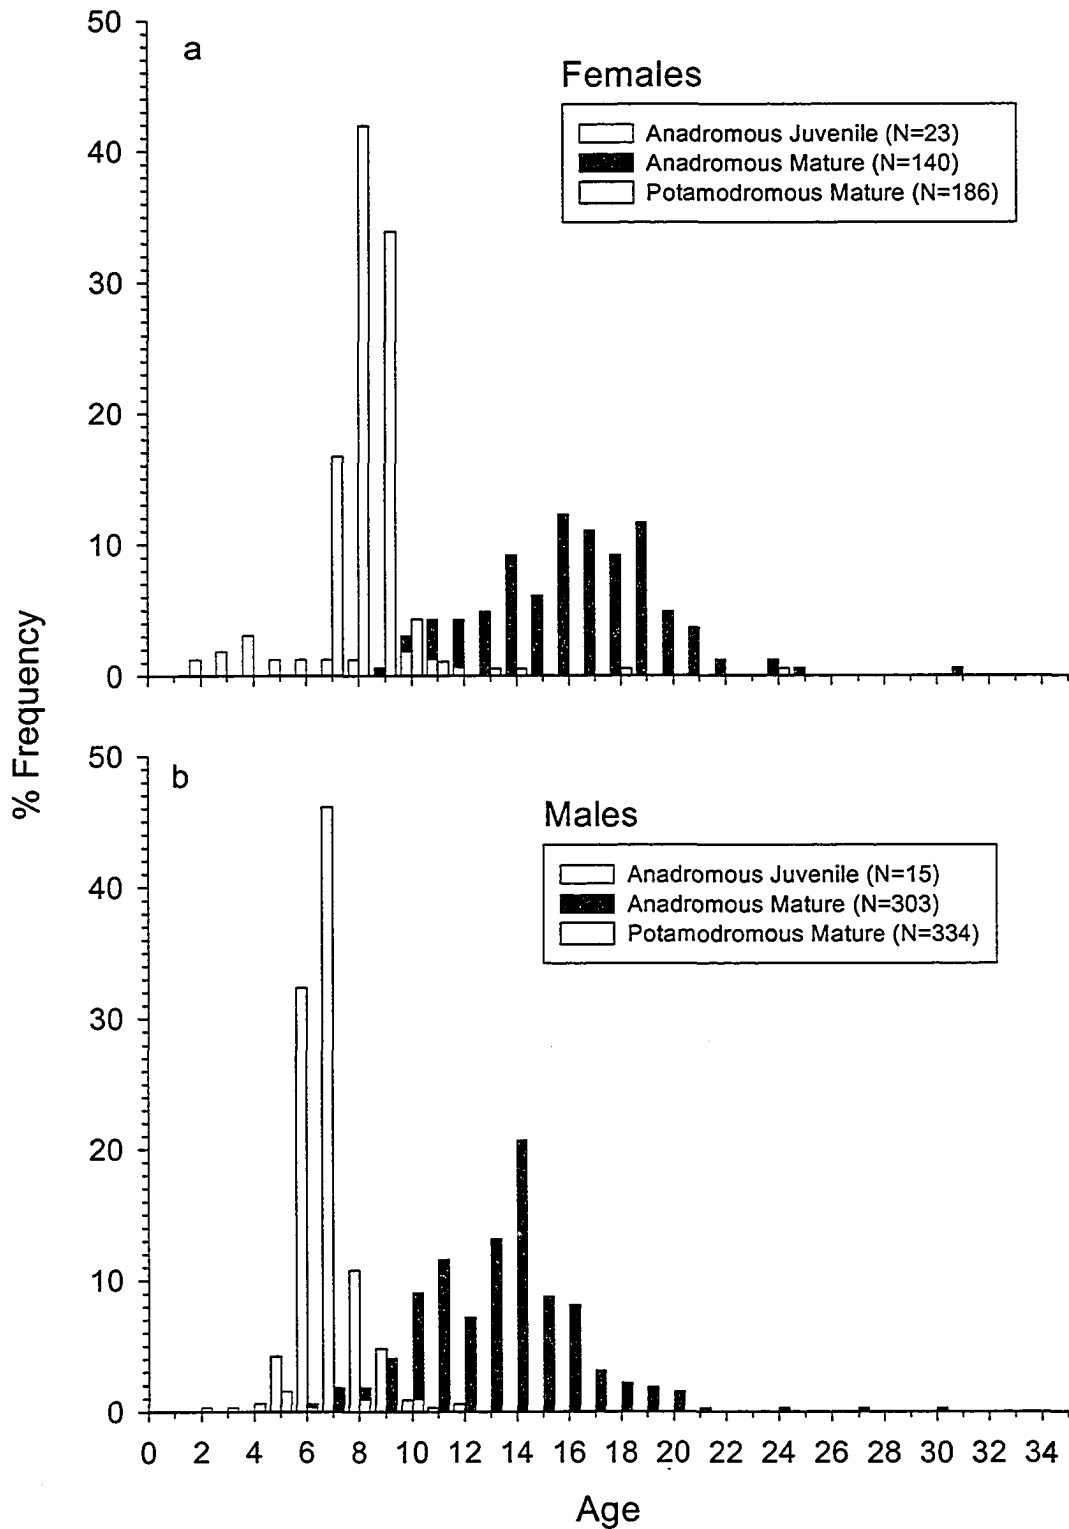 50
a
Females
Anadromous Juvenile (N=23)
Anadromous Mature (N=140)
Potamodromous Mature (N=186)
40
30
20
10
0
% Frequency
50
b
Males
Anadromous Juvenile (N=15)
Anadromous Mature (N=303)
Potamodromous Mature (N=334)
40
30
20
10
0
0 2 4 6 8 10 12 14 16 18 20 22 24 26 28 30 32 34
Age